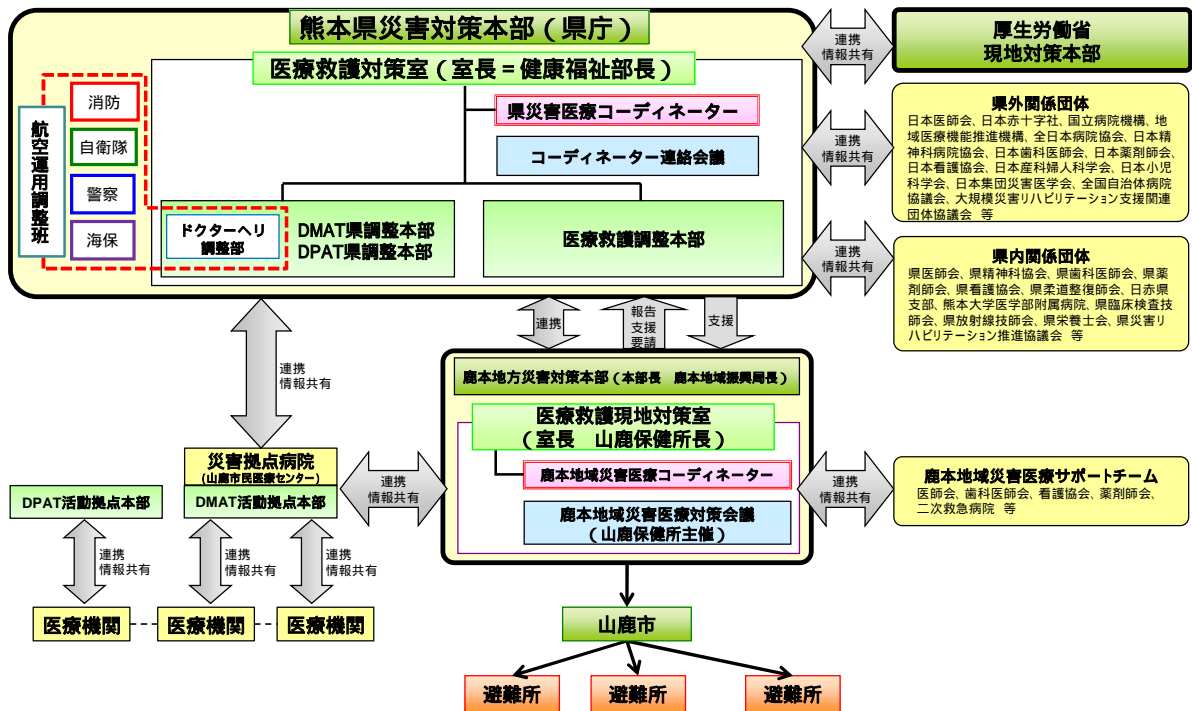 熊本県災害対策本部（県庁）
医療救護対策室（室長＝健康福祉部長）
県災害医療コーディネーター
コーディネーター連絡会議
航空運用調整班
消防
自衛隊
警察
海保
ドクターヘリ
調整部
DMAT県調整本部
DPAT県調整本部
医療救護調整本部
連携
情報共有
厚生労働省
現地対策本部
連携
情報共有
県外関係団体
日本医師会、日本赤十字社、国立病院機構、地
域医療機能推進機構、全日本病院協会、日本精
神科病院協会、日本歯科医師会、日本薬剤師会、
日本看護協会、日本産科婦人科学会、日本小児
科学会、日本集団災害医学会、全国自治体病院
協議会、大規模災害リハビリテーション支援関連
団体協議会 等
連携
情報共有
県内関係団体
県医師会、県精神科協会、県歯科医師会、県薬
剤師会、県看護協会、県柔道整復師会、日赤県
支部、熊本大学医学部附属病院、県臨床検査技
師会、県放射線技師会、県栄養士会、県災害リ
ハビリテーション推進協議会 等
連携
報告
支援
要請
支援
連携
情報共有
鹿本地方災害対策本部（本部長　鹿本地域振興局長）
医療救護現地対策室
（室長　山鹿保健所長）
鹿本地域災害医療コーディネーター
鹿本地域災害医療対策会議
（山鹿保健所主催）
災害拠点病院
(山鹿市民医療センター)
DMAT活動拠点本部
DPAT活動拠点本部
連携
情報共有
連携
情報共有
鹿本地域災害医療サポートチーム
医師会、歯科医師会、看護協会、薬剤師会、
二次救急病院 等
連携
情報共有
連携
情報共有
連携
情報共有
医療機関
医療機関
医療機関
山鹿市
避難所
避難所
避難所